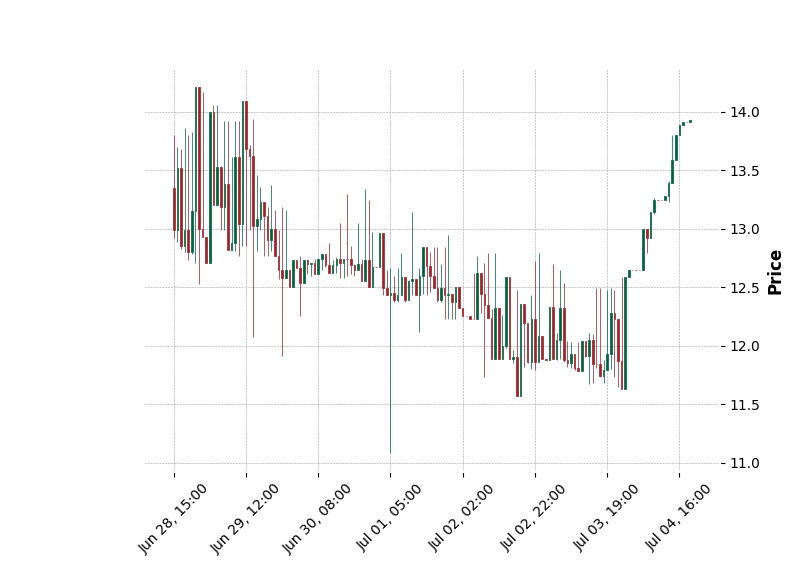 14.0
13.5
13.0
12.5
12.0
11.5
11.0
Price
Jun 28, 15:00
Jun 29, 12:00
Jun 30, 08:00
Jul 01, 05:00
Jul 02, 02:00
Jul 02, 22:00
Jul 03, 19:00
Jul 04, 16:00